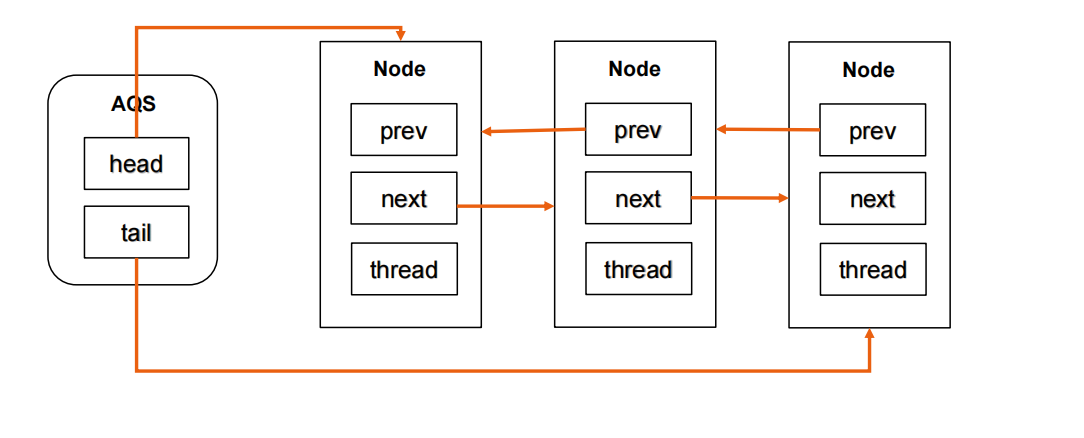 AQS
head
tail
Node
prev
next
thread
Node
prev
next
thread
Node
prev
next
thread